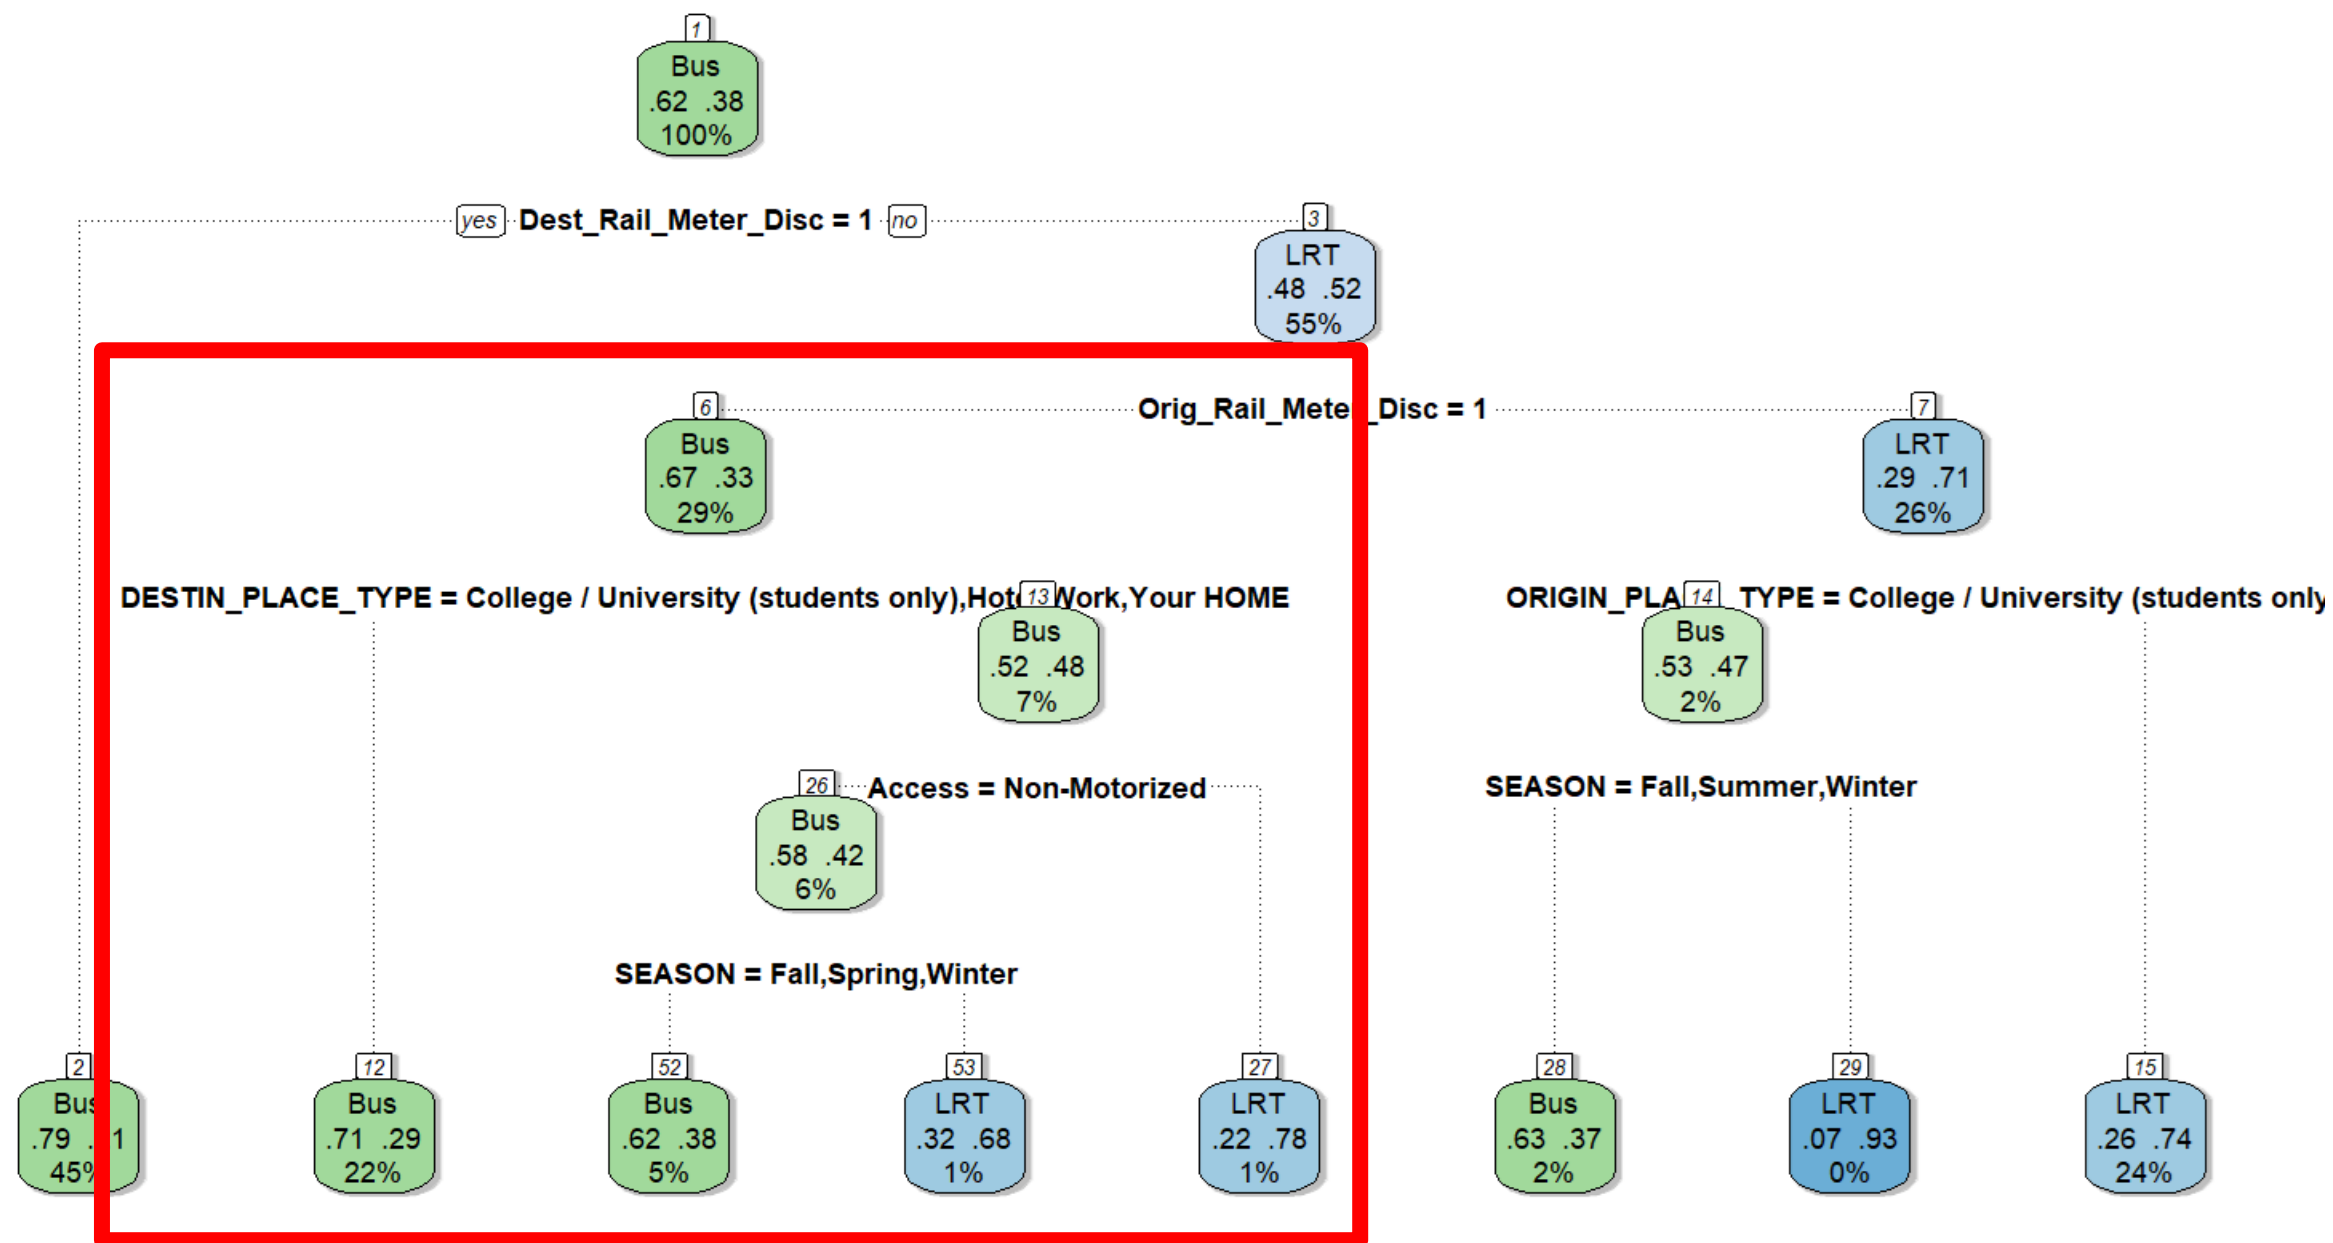 1
Bus
.62 .38
100%
yes Dest_Rail_Meter_Disc = 1 no
3
LRT
.48 .52
55%
6
Orig_Rail_Mete _Disc = 1
7
Bus
.67 .33
29%
LRT
.29 .71
26%
DESTIN_PLACE_TYPE = College / University (students only),Hot 13 Work,Your HOME
ORIGIN_PLA 14 TYPE = College / University (students only
Bus
.52 .48
7%
Bus
.53 .47
2%
26 Access = Non-Motorized
SEASON = Fall,Summer,Winter
Bus
.58 .42
6%
SEASON = Fall,Spring,Winter
2
Bus
.79 . 1
45%
12
Bus
.71 .29
22%
52
Bus
.62 .38
5%
53
LRT
.32 .68
1%
27
LRT
.22 .78
1%
28
Bus
.63 .37
2%
29
LRT
.07 .93
0%
15
LRT
.26 .74
24%